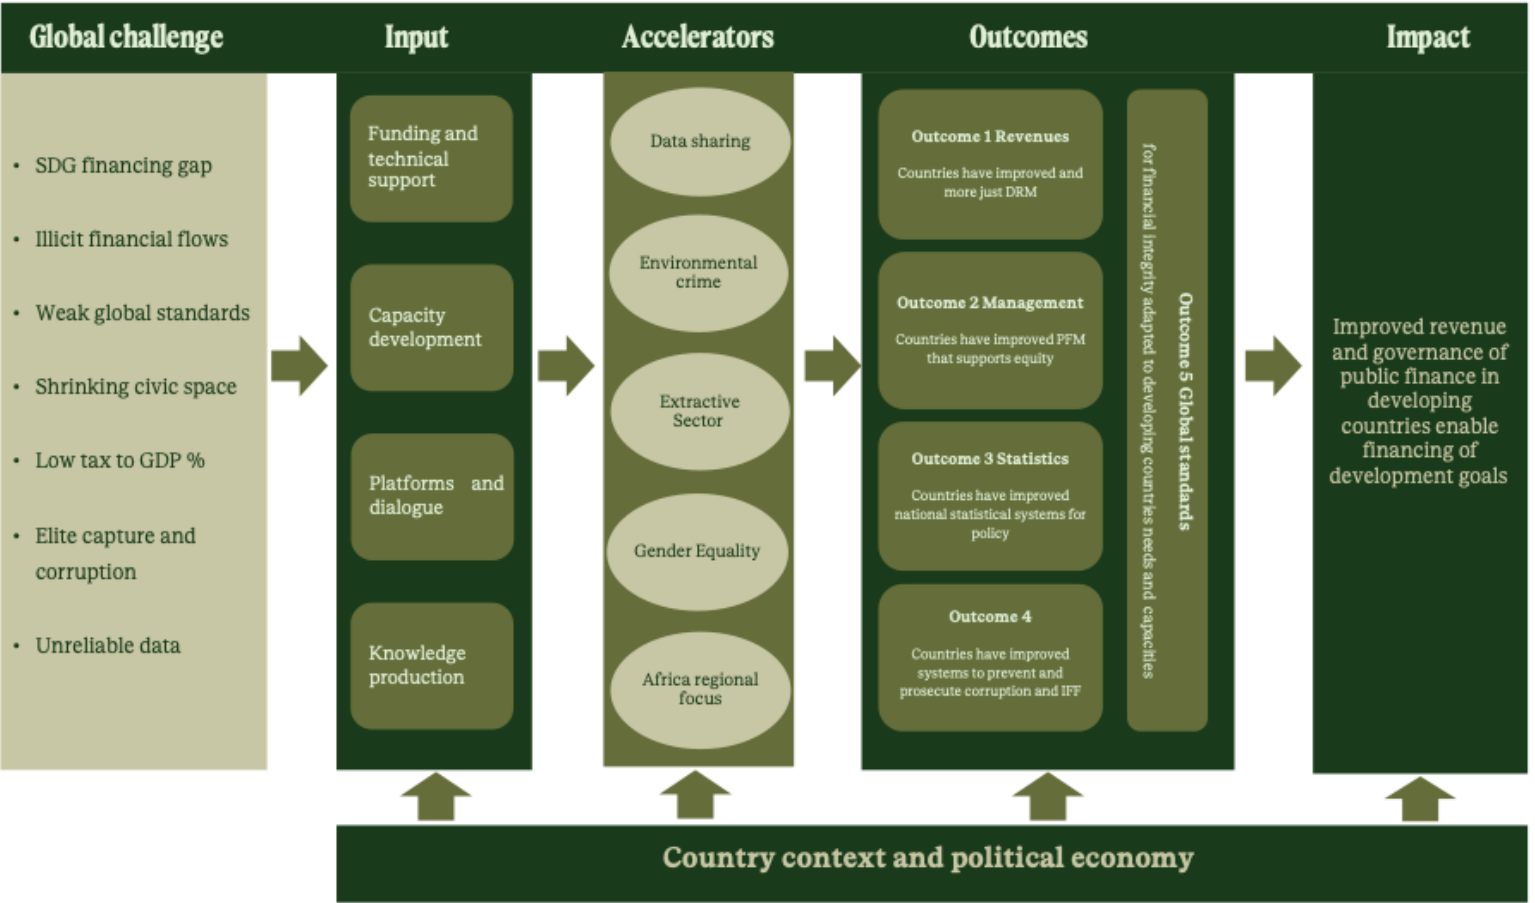 Global challenge
Input
Accelerators
Outcomes
Impact
• SDG financing gap
• Illicit financial flows
• Weak global standards
• Shrinking civic space
• Low tax to GDP %
• Elite capture and
corruption
• Unreliable data
Funding and
technical
support
Capacity
development
Platforms and
dialogue
Knowledge
production
Data sharing
Environmental
crime
Extractive
Sector
Gender Equality
Africa regional
focus
Outcome 1 Revenues
Countries have improved and
more just DRM
Outcome 2 Management
Countries have improved PFM
that supports equity
Outcome 3 Statistics
Countries have improved
national statistical systems for
policy
Outcome 4
Countries have improved
systems to prevent and
prosecute corruption and IFF
Outcome 5 Global standards
for financial integrity adapted to developing countries needs and capacities
Improved revenue
and governance of
public finance in
developing
countries enable
financing of
development goals
Country context and political economy